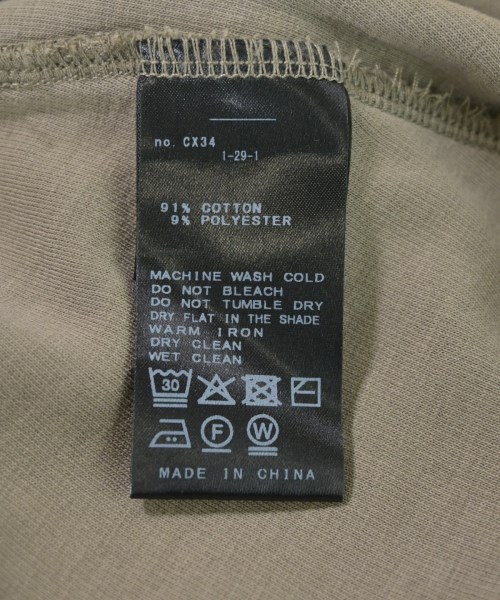 no. CX34
1-29-1
91% COTTON
9% POLYESTER
MACHINE WASH COLD
DO NOT BLEACH
DO NOT TUMBLE DRY
DRY FLAT IN THE SHADE
WARM IRON
DRY CLEAN
WET CLEAN
30
F W
MADE IN CHINA